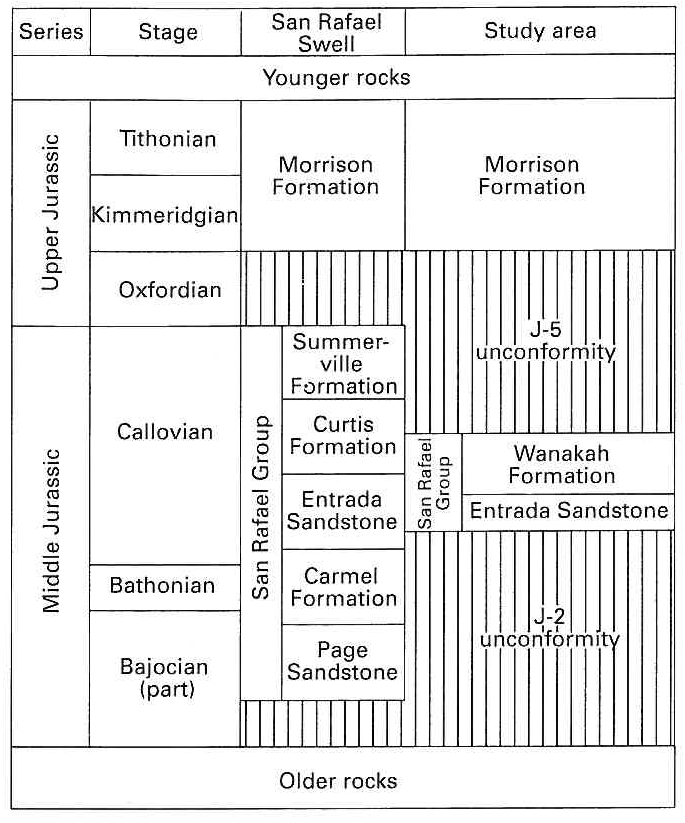 Series
Stage
San Rafael
Swell
Study area
Younger rocks
Upper Jurassic
Tithonian
Kimmeridgian
Oxfordian
Morrison
Formation
Morrison
Formation
J-5
unconformity
Middle Jurassic
Callovian
Bathonian
Bajocian
(part)
San Rafael Group
Summer-
ville
Formation
Curtis
Formation
Entrada
Sandstone
Carmel
Formation
Page
Sandstone
San Rafael
Group
Wanakah
Formation
Entrada Sandstone
J-2
unconformity
Older rocks